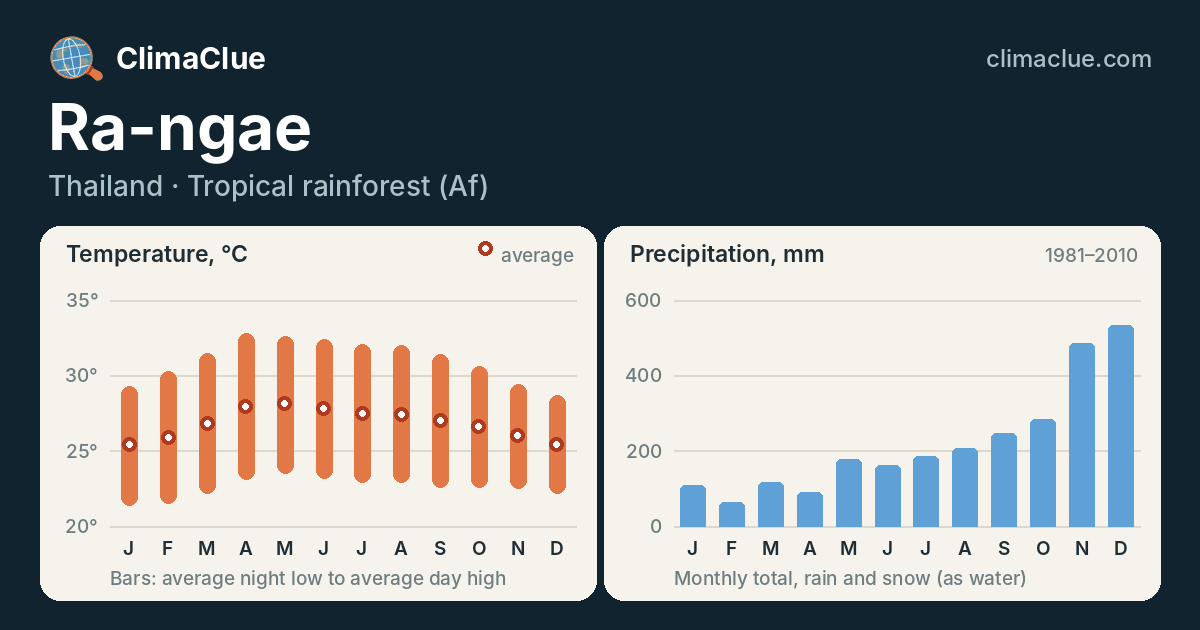 ClimaClue
climaclue.com
Ra-ngae
Thailand · Tropical rainforest (Af)
Temperature, °C
average
35°
30°
25°
20°
J F M A M J J A S O N D
Bars: average night low to average day high
Precipitation, mm
1981–2010
600
400
200
0
J F M A M J J A S O N D
Monthly total, rain and snow (as water)